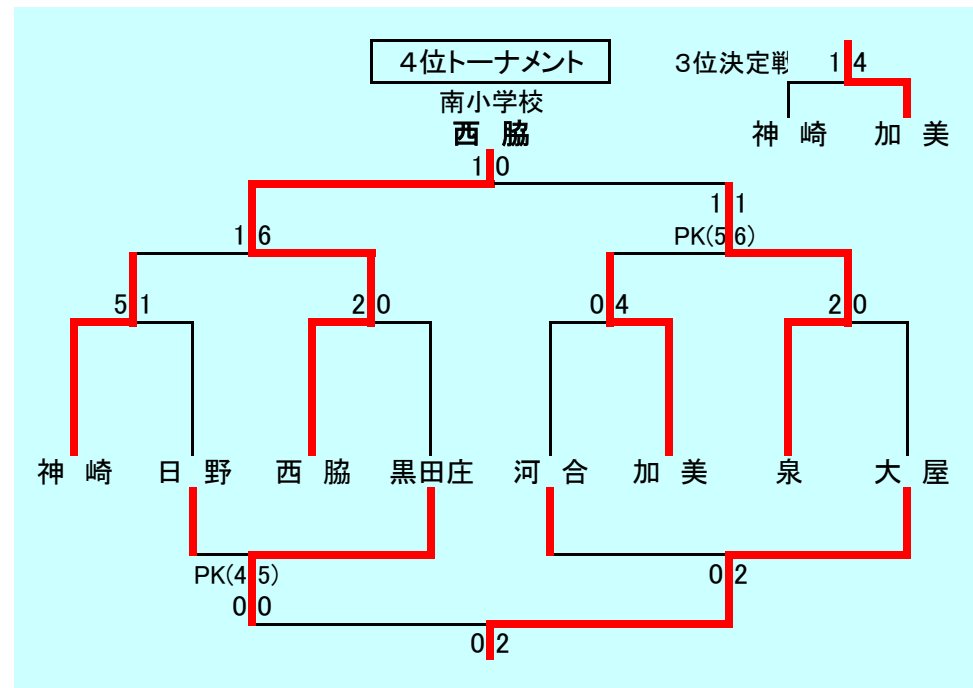 ４位トーナメント
３位決定戦 1 4
南小学校
神　崎 加　美
西　脇
1 0
1 1
1 6 PK(5 6)
5 1 2 0 0 4 2 0
神　崎 日　野 西　脇 黒田庄 河　合 加　美 泉 大　屋
PK(4 5) 0 2
0 0
0 2